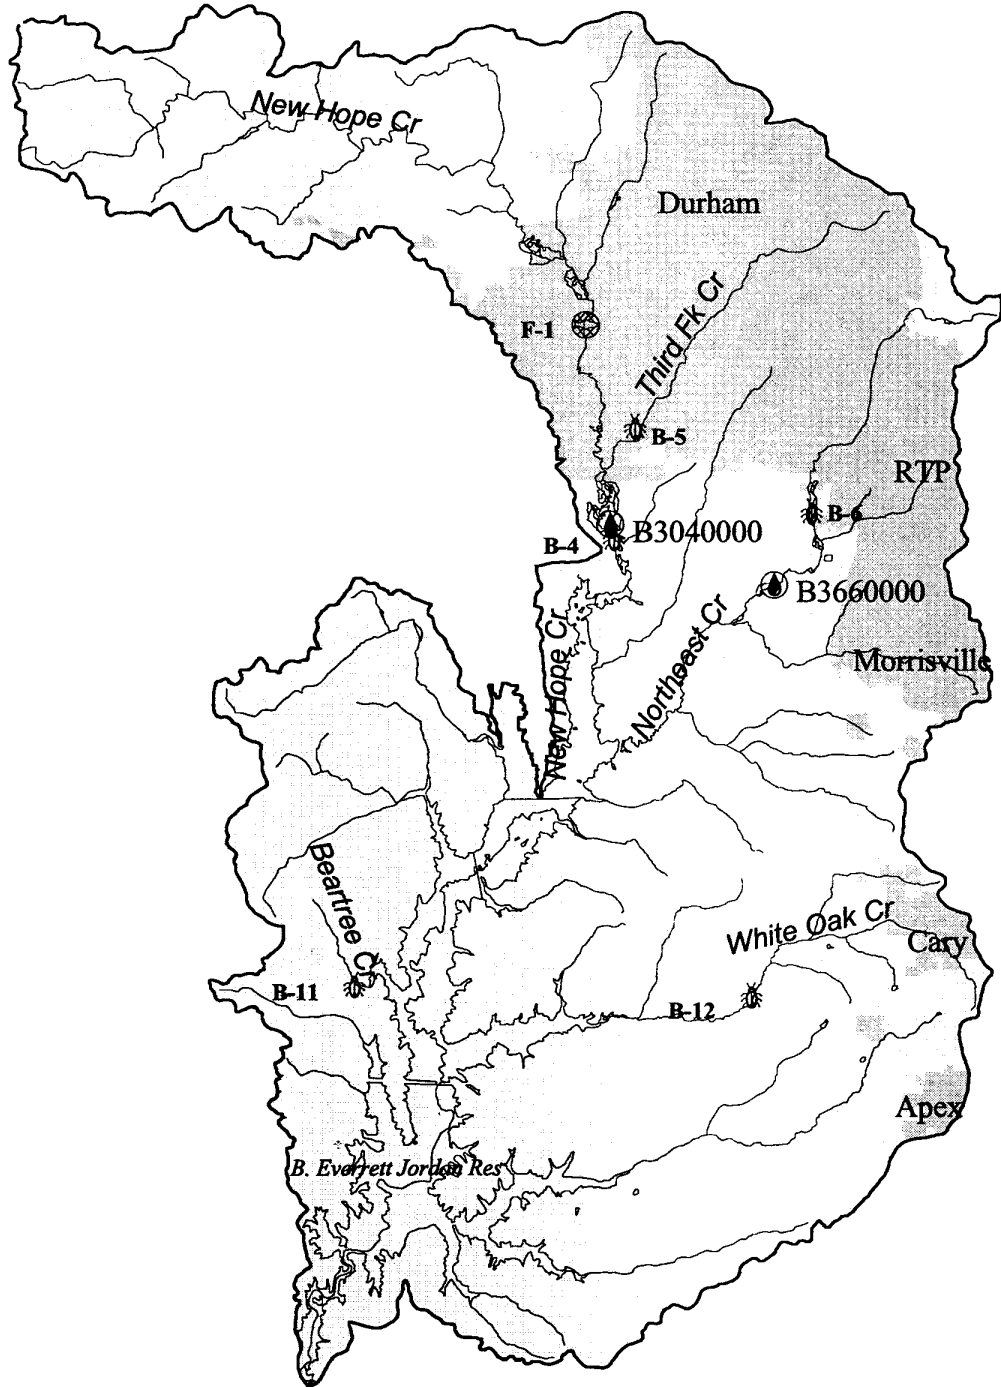 New Hope Cr
Durham
Third Fk Cr
F-1
B-5
RTP
B-6
B3040000
B-4
B3660000
New Hope Cr
Northeast Cr
Morrisville
Beartree Cr
White Oak Cr
Cary
B-11
B-12
Apex
B. Everrett Jordan Res